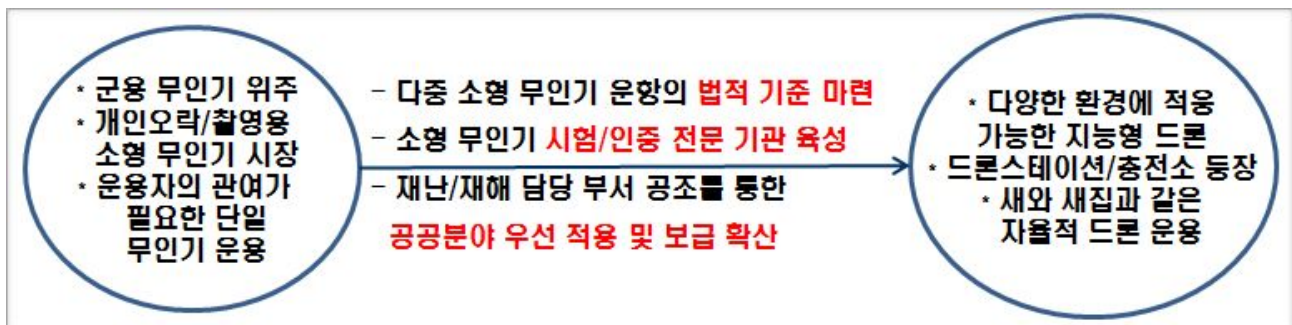 * 군용 무인기 위주
* 개인오락/촬영용
소형 무인기 시장
* 운용자의 관여가
필요한 단일
무인기 운용
- 다중 소형 무인기 운항의 법적 기준 마련
- 소형 무인기 시험/인증 전문 기관 육성
- 재난/재해 담당 부서 공조를 통한
공공분야 우선 적용 및 보급 확산
* 다양한 환경에 적응
가능한 지능형 드론
* 드론스테이션/충전소 등장
* 새와 새집과 같은
자율적 드론 운용